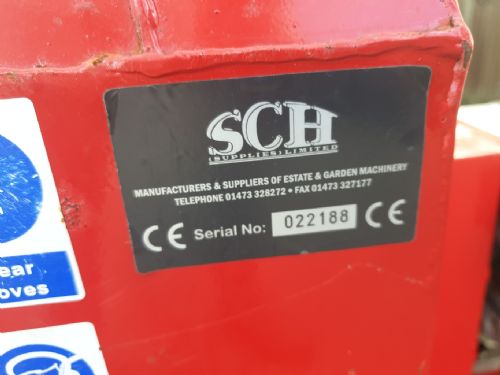 SCH
(SUPPLIES) LIMITED
MANUFACTURERS & SUPPLIERS OF ESTATE & GARDEN MACHINERY
TELEPHONE 01473 328272 • FAX 01473 327177
CE Serial No: 022188 CE
ear
oves